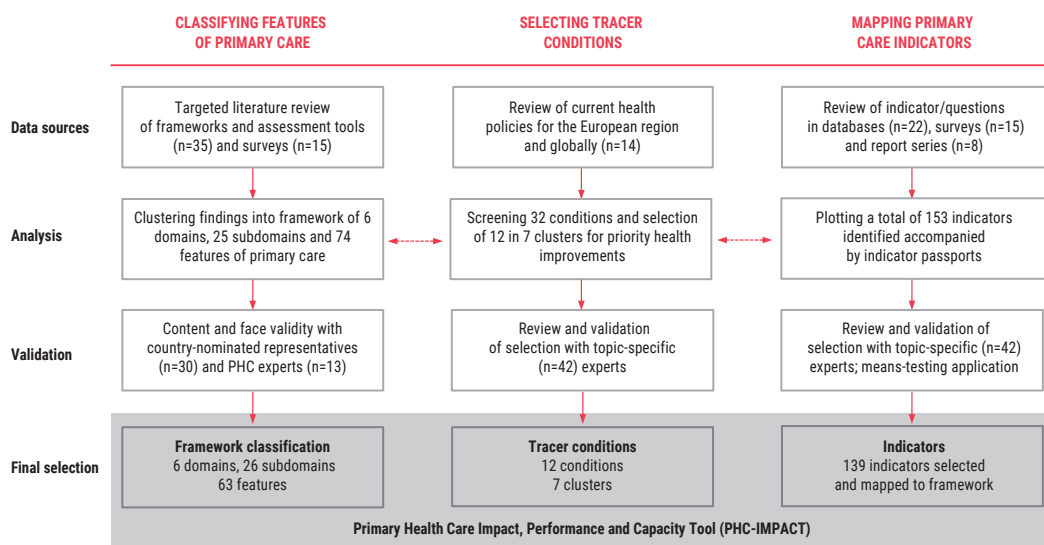 CLASSIFYING FEATURES
OF PRIMARY CARE
SELECTING TRACER
CONDITIONS
MAPPING PRIMARY
CARE INDICATORS
Data sources
Targeted literature review
of frameworks and assessment tools
(n=35) and surveys (n=15)
Review of current health
policies for the European region
and globally (n=14)
Review of indicator/questions
in databases (n=22), surveys (n=15)
and report series (n=8)
Analysis
Clustering findings into framework of 6
domains, 25 subdomains and 74
features of primary care
Screening 32 conditions and selection
of 12 in 7 clusters for priority health
improvements
Plotting a total of 153 indicators
identified accompanied
by indicator passports
Validation
Content and face validity with
country-nominated representatives
(n=30) and PHC experts (n=13)
Review and validation
of selection with topic-specific
(n=42) experts
Review and validation of
selection with topic-specific (n=42)
experts; means-testing application
Final selection
Framework classification
6 domains, 26 subdomains
63 features
Tracer conditions
12 conditions
7 clusters
Indicators
139 indicators selected
and mapped to framework
Primary Health Care Impact, Performance and Capacity Tool (PHC-IMPACT)